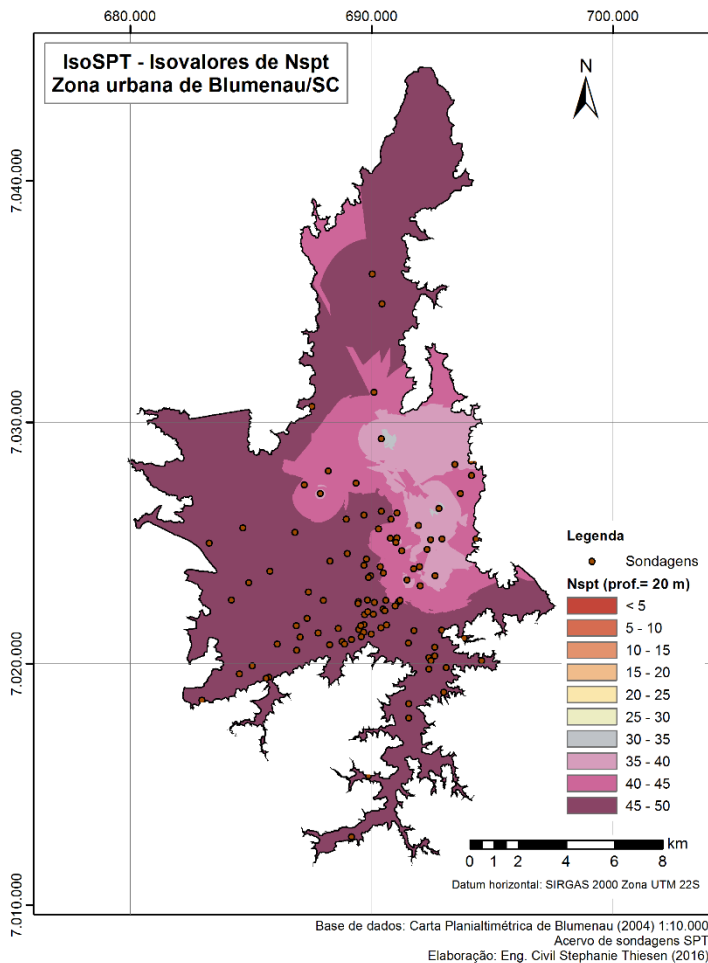 680.000
690.000
700.000
IsoSPT - Isovalores de Nspt
Zona urbana de Blumenau/SC
N
7.040.000
7.030.000
7.020.000
7.010.000
Legenda
Sondagens
Nspt (prof.= 20 m)
< 5
5 - 10
10 - 15
15 - 20
20 - 25
25 - 30
30 - 35
35 - 40
40 - 45
45 - 50
km
0 1 2 4 6 8
Datum horizontal: SIRGAS 2000 Zona UTM 22S
Base de dados: Carta Planialtimétrica de Blumenau (2004) 1:10.000
Acervo de sondagens SPT
Elaboração: Eng. Civil Stephanie Thiesen (2016)